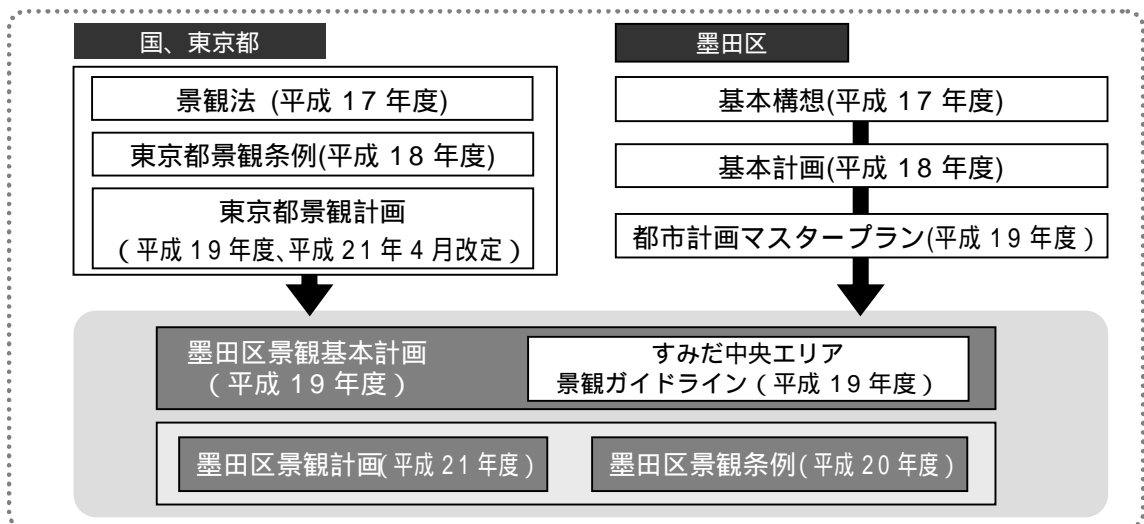 国、東京都
景観法 (平成 17 年度)
東京都景観条例(平成 18 年度)
東京都景観計画
（平成 19 年度、平成 21 年 4 月改定）
墨田区
基本構想(平成 17 年度)
基本計画(平成 18 年度)
都市計画マスタープラン(平成 19 年度）
墨田区景観基本計画
（平成 19 年度）
すみだ中央エリア
景観ガイドライン（平成 19 年度）
墨田区景観計画(平成 21 年度）
墨田区景観条例(平成 20 年度）